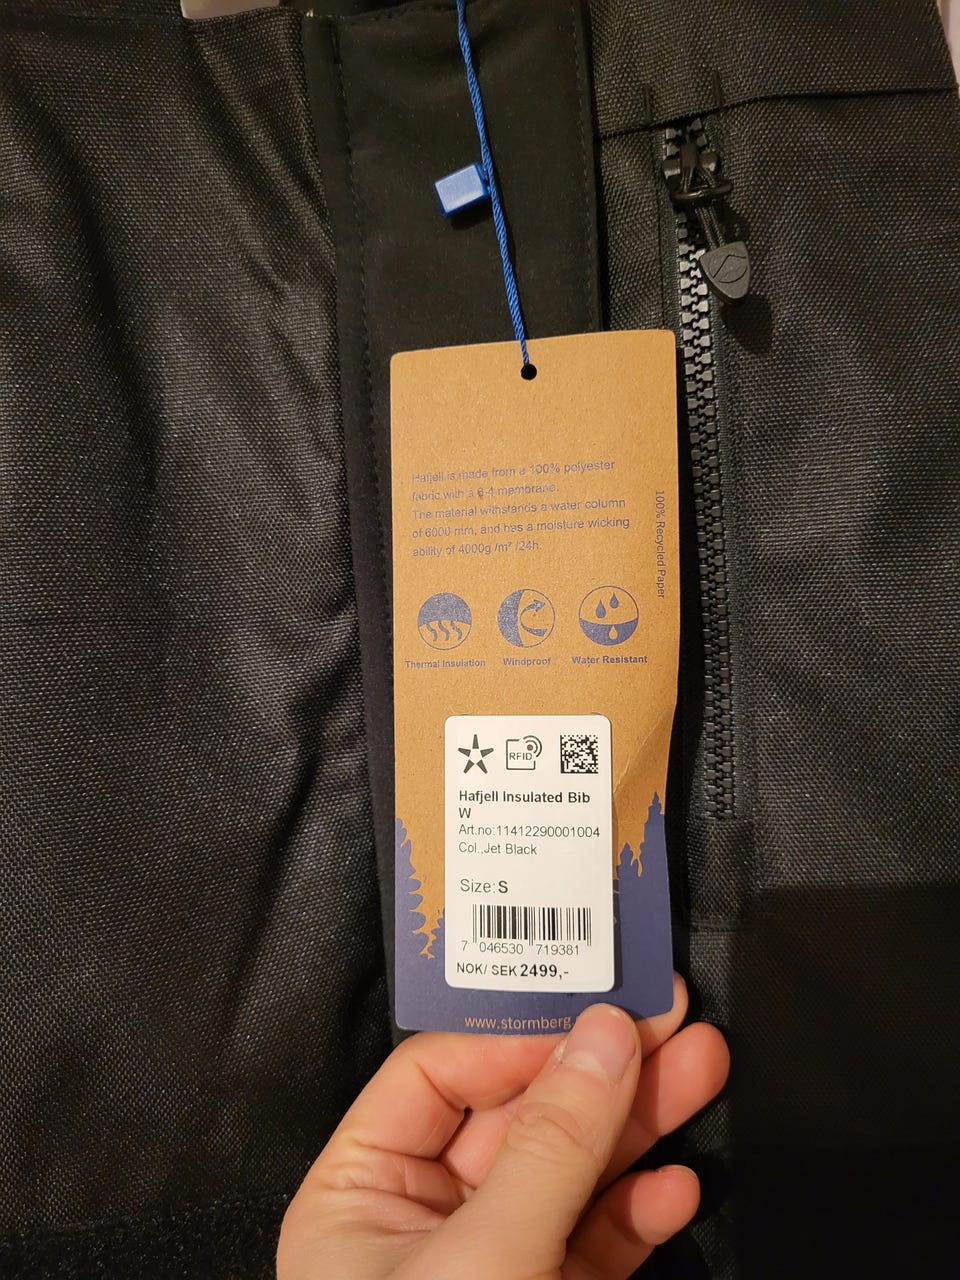 Hafjell is made from a 100% polyester
fabric with a 6-4 membrane.
The material withstands a water column
of 6000 mm, and has a moisture wicking
ability of 4000g /m² /24h.
100% Recycled Paper
Thermal Insulation Windproof Water Resistant
RFID
Hafjell Insulated Bib
W
Art.no:11412290001004
Col.,Jet Black
Size: S
7 046530 719381
NOK/ SEK 2499,-
www.stormberg.